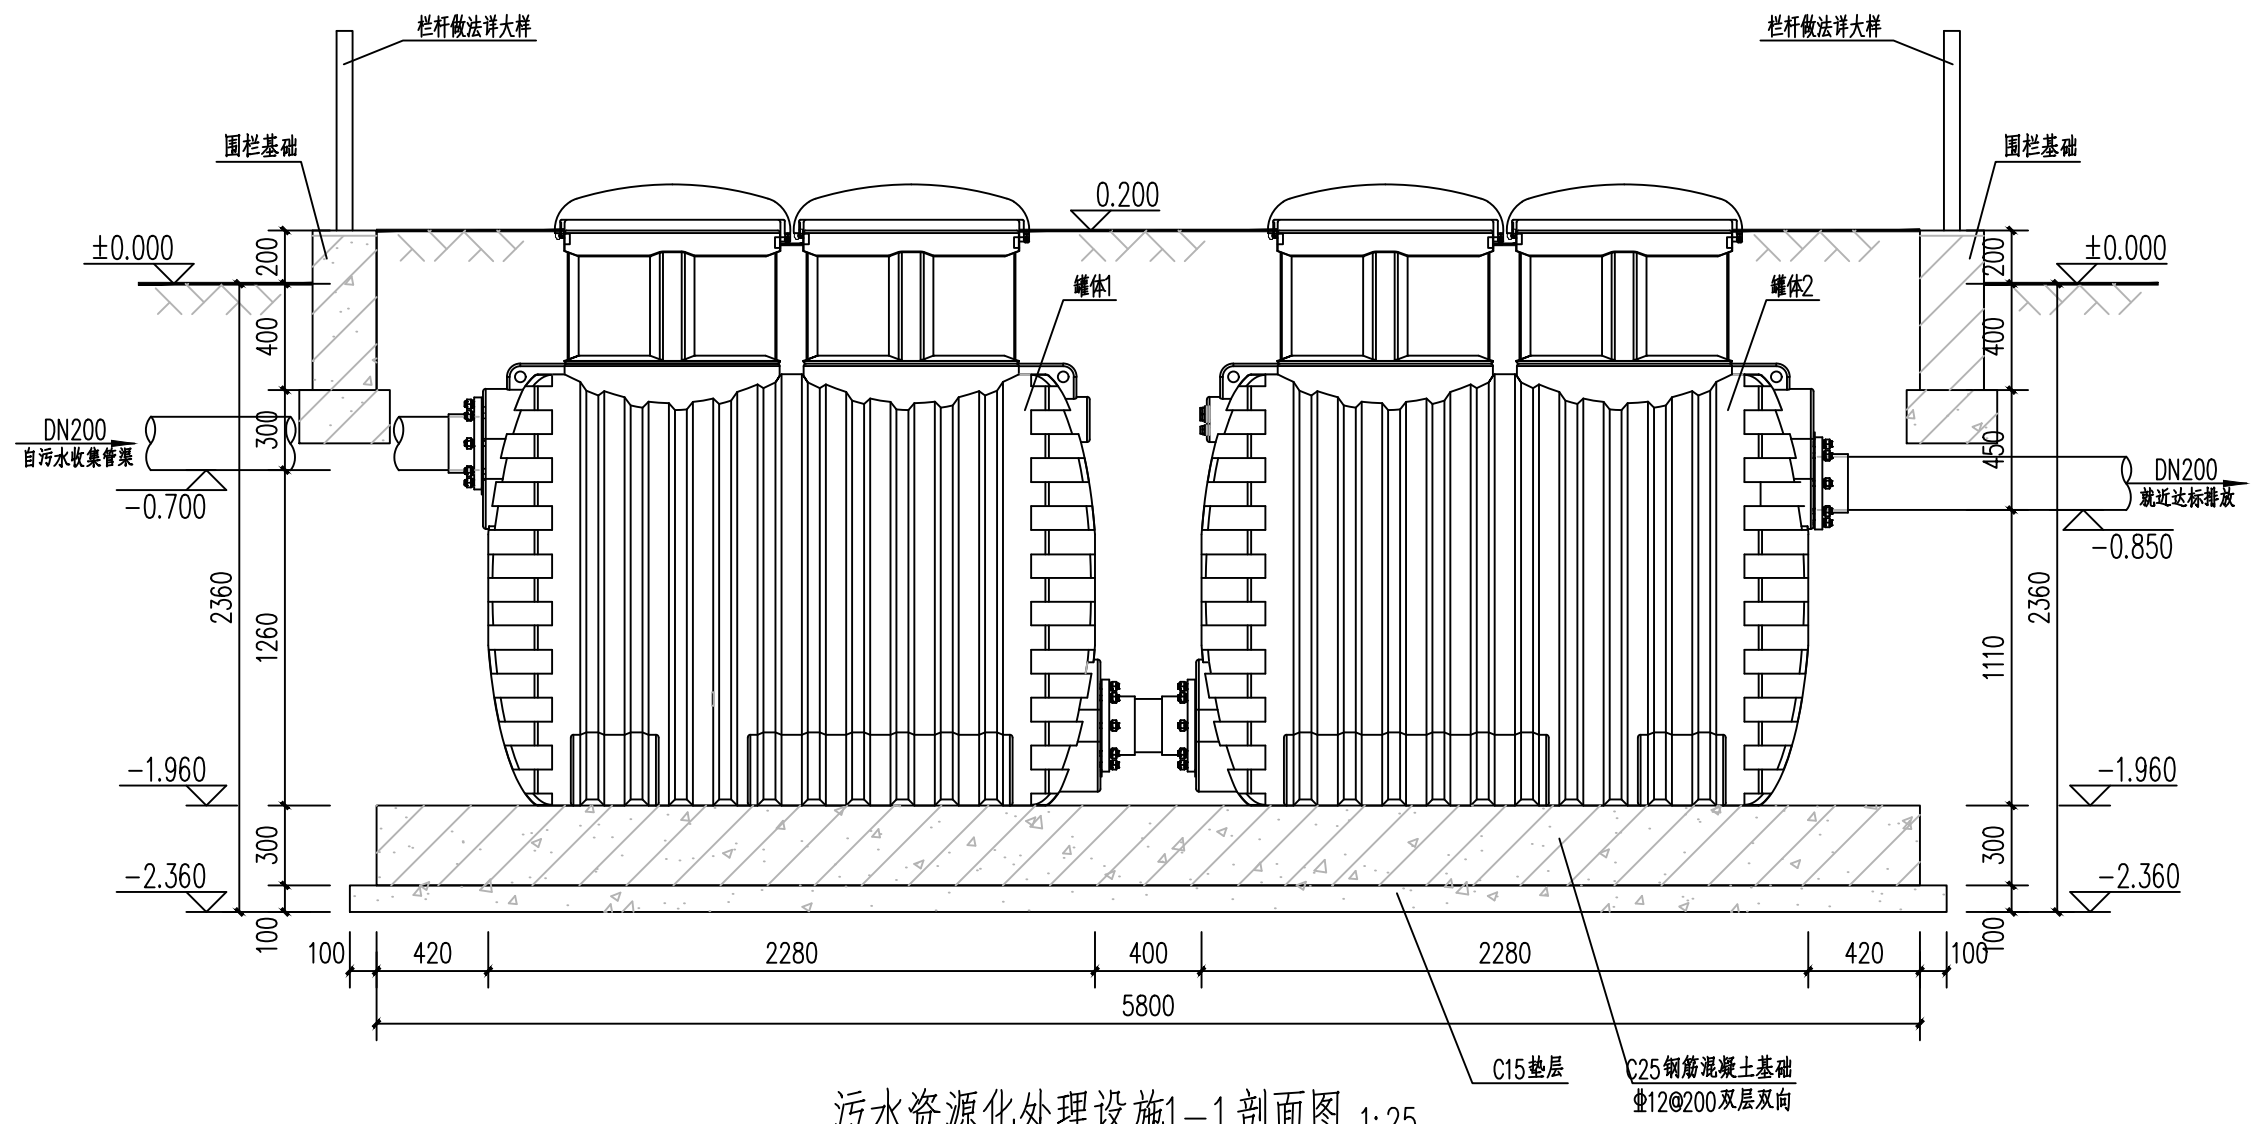 栏杆做法详大样
栏杆做法详大样
围栏基础
围栏基础
0.200
±0.000
±0.000
200
200
罐体1
罐体2
400
400
DN200
自污水收集管渠
300
450
DN200
就近达标排放
-0.700
-0.850
2360
1260
1110
2360
-1.960
-1.960
300
300
-2.360
-2.360
100
100
100
420
2280
400
2280
420
100
5800
C15垫层
C25钢筋混凝土基础
⌀12@200双层双向
污水资源化处理设施1-1剖面图 1:25